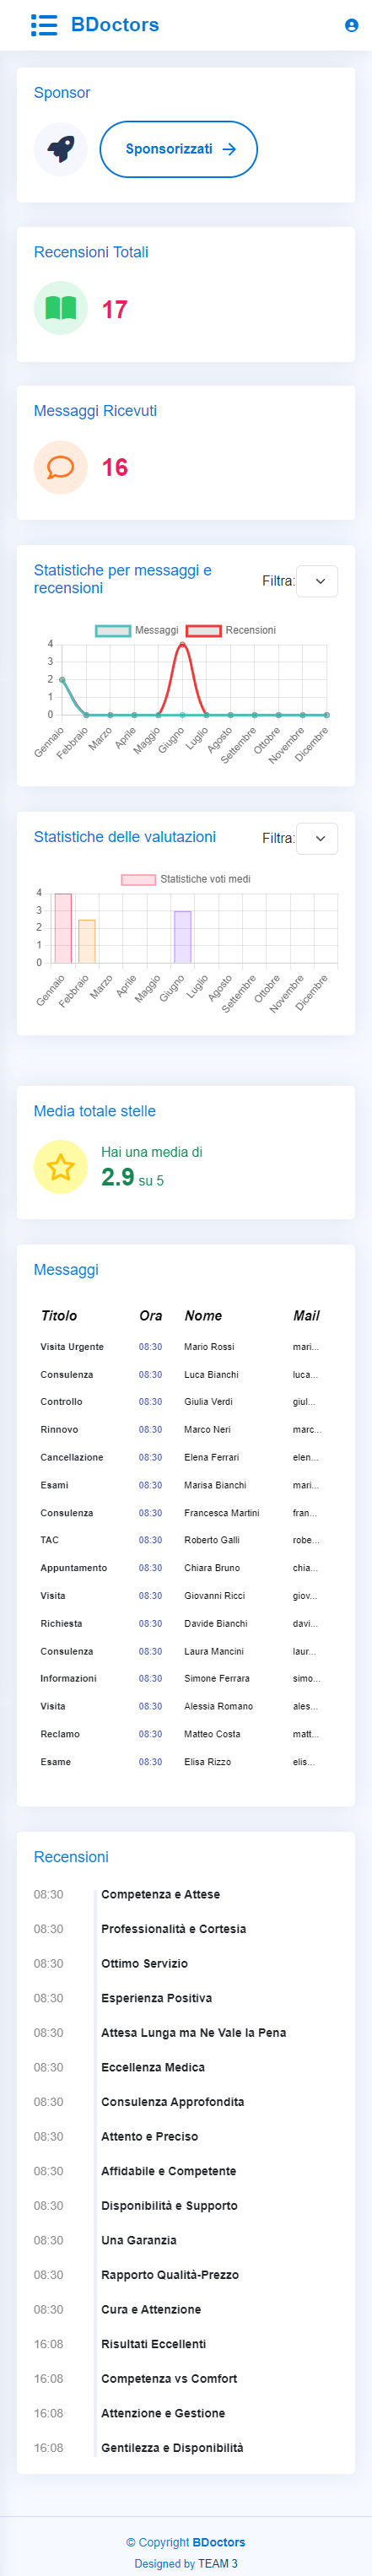 BDoctors
Sponsor
Sponsorizzati
Recensioni Totali
17
Messaggi Ricevuti
16
Statistiche per messaggi e
recensioni
Filtra:
Messaggi Recensioni
4
3
2
1
0
Gennaio Febbraio Marzo Aprile Maggio Giugno Luglio Agosto Settembre Ottobre Novembre Dicembre
Statistiche delle valutazioni Filtra:
Statistiche voti medi
4
3
2
1
0
Gennaio Febbraio Marzo Aprile Maggio Giugno Luglio Agosto Settembre Ottobre Novembre Dicembre
Media totale stelle
Hai una media di
2.9 su 5
Messaggi
Titolo Ora Nome Mail
Visita Urgente 08:30 Mario Rossi mari...
Consulenza 08:30 Luca Bianchi luca...
Controllo 08:30 Giulia Verdi giul...
Rinnovo 08:30 Marco Neri marc...
Cancellazione 08:30 Elena Ferrari elen...
Esami 08:30 Marisa Bianchi mari...
Consulenza 08:30 Francesca Martini fran...
TAC 08:30 Roberto Galli robe...
Appuntamento 08:30 Chiara Bruno chia...
Visita 08:30 Giovanni Ricci giov...
Richiesta 08:30 Davide Bianchi davi...
Consulenza 08:30 Laura Mancini laur...
Informazioni 08:30 Simone Ferrara simo...
Visita 08:30 Alessia Romano ales...
Reclamo 08:30 Matteo Costa matt...
Esame 08:30 Elisa Rizzo elis...
Recensioni
08:30 Competenza e Attese
08:30 Professionalità e Cortesia
08:30 Ottimo Servizio
08:30 Esperienza Positiva
08:30 Attesa Lunga ma Ne Vale la Pena
08:30 Eccellenza Medica
08:30 Consulenza Approfondita
08:30 Attento e Preciso
08:30 Affidabile e Competente
08:30 Disponibilità e Supporto
08:30 Una Garanzia
08:30 Rapporto Qualità-Prezzo
08:30 Cura e Attenzione
16:08 Risultati Eccellenti
16:08 Competenza vs Comfort
16:08 Attenzione e Gestione
16:08 Gentilezza e Disponibilità
© Copyright BDoctors
Designed by TEAM 3